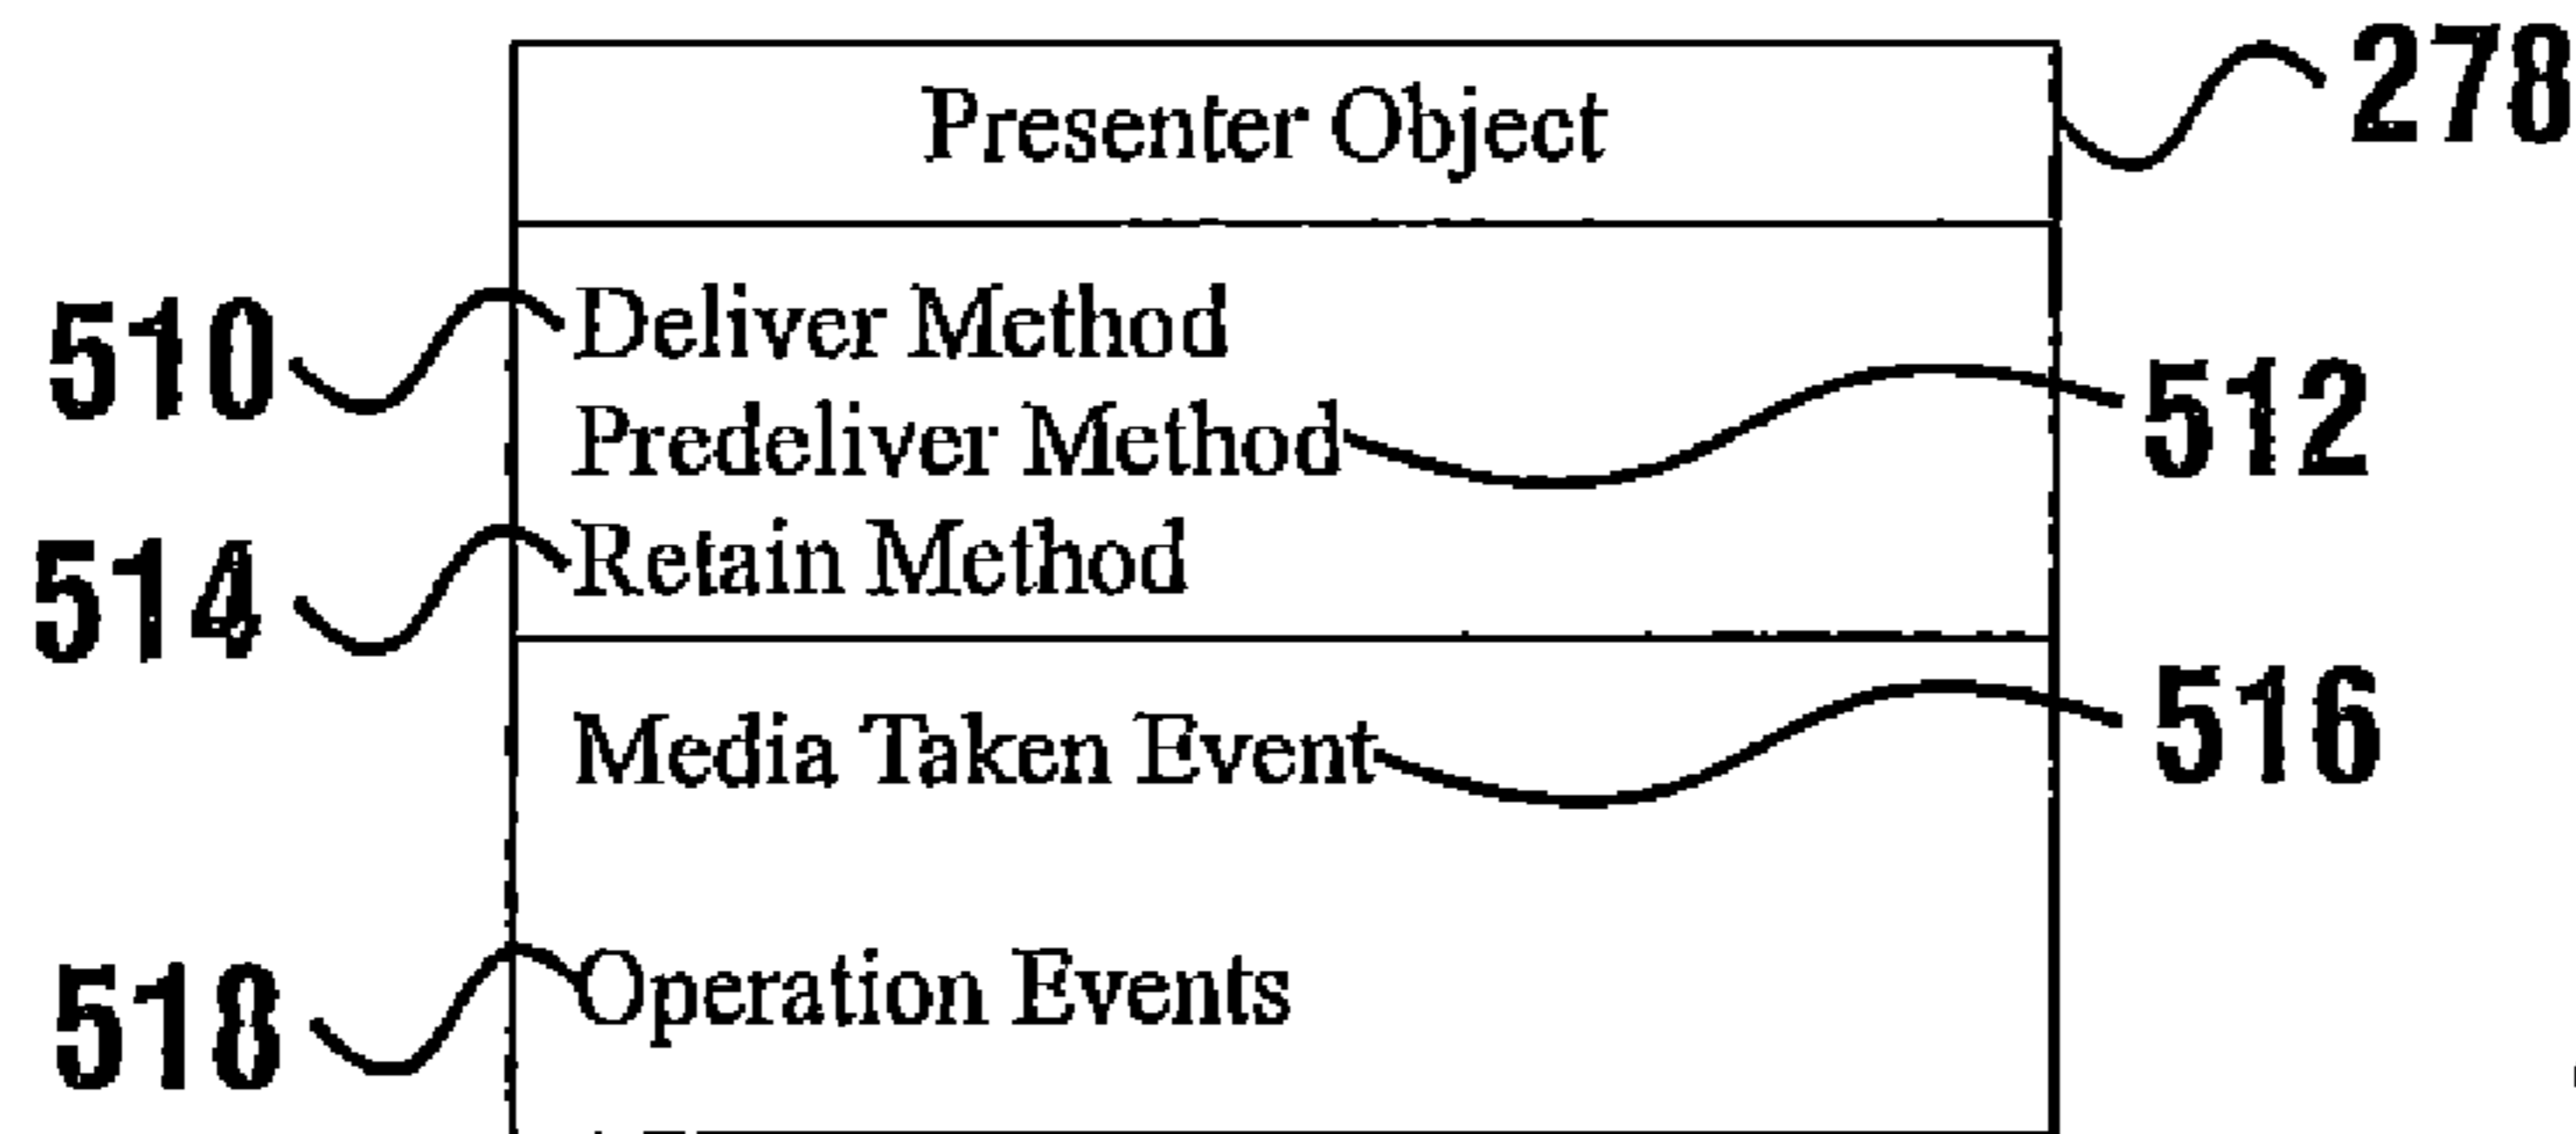 Presenter Object 278
510 Deliver Method
Predeliver Method 512
514 Retain Method
Media Taken Event 516
518 Operation Events